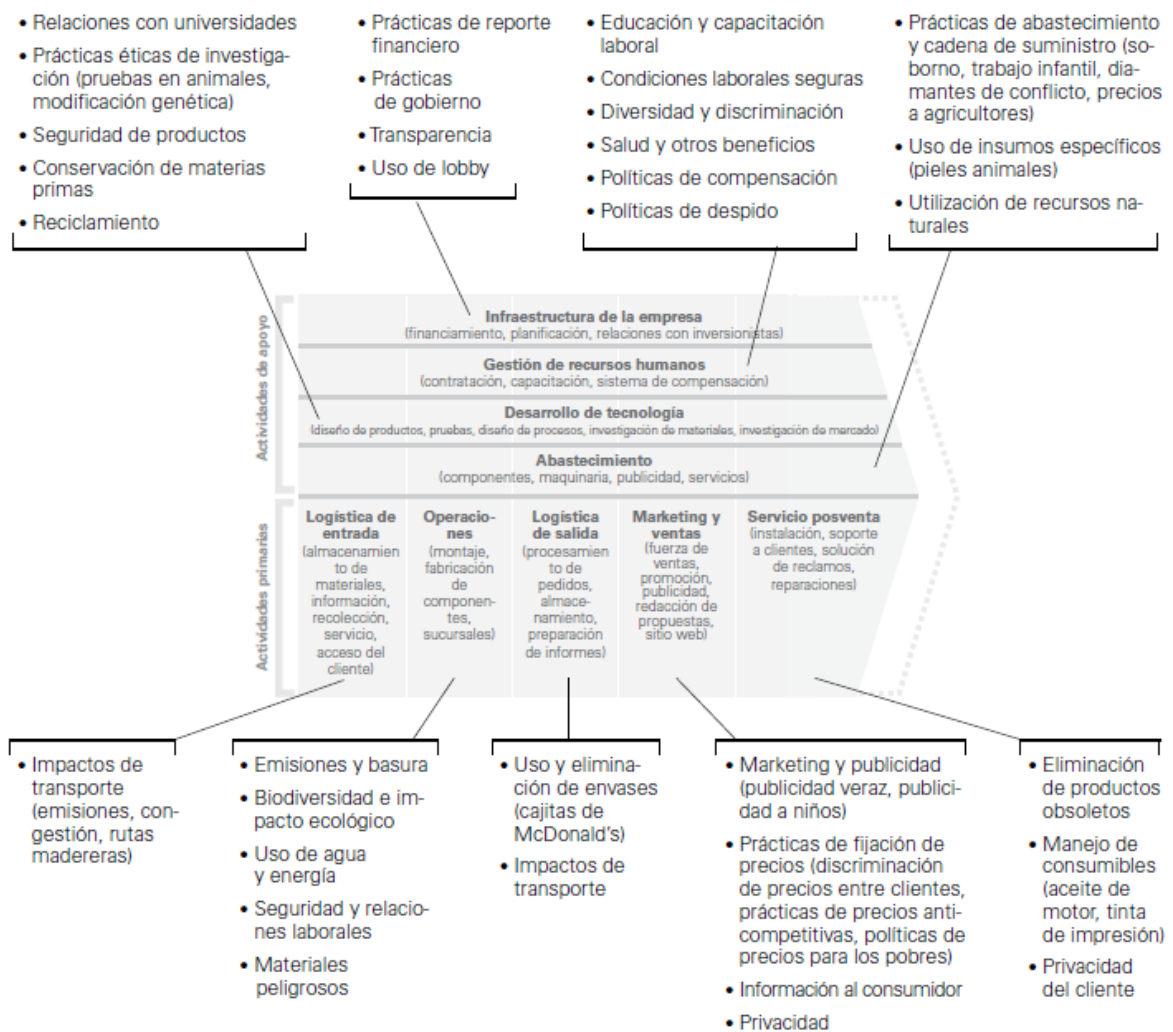 • Relaciones con universidades
• Prácticas éticas de investiga-
ción (pruebas en animales,
modificación genética)
• Seguridad de productos
• Conservación de materias
primas
• Reciclamiento
• Prácticas de reporte
financiero
• Prácticas
de gobierno
• Transparencia
• Uso de lobby
• Educación y capacitación
laboral
• Condiciones laborales seguras
• Diversidad y discriminación
• Salud y otros beneficios
• Políticas de compensación
• Políticas de despido
• Prácticas de abastecimiento
y cadena de suministro (so-
borno, trabajo infantil, dia-
mantes de conflicto, precios
a agricultores)
• Uso de insumos específicos
(pieles animales)
• Utilización de recursos na-
turales
Actividades de apoyo
Infraestructura de la empresa
(financiamiento, planificación, relaciones con inversionistas)
Gestión de recursos humanos
(contratación, capacitación, sistema de compensación)
Desarrollo de tecnología
(diseño de productos, pruebas, diseño de procesos, investigación de materiales, investigación de mercado)
Abastecimiento
(componentes, maquinaria, publicidad, servicios)
Actividades primarias
Logística de
entrada
(almacenamien
to de
materiales,
información,
recolección,
servicio,
acceso del
cliente)
Operacio-
nes
(montaje,
fabricación
de
componen-
tes,
sucursales)
Logística
de salida
(procesamien
to de
pedidos,
almace-
namiento,
preparación
de informes)
Marketing y
ventas
(fuerza de
ventas,
promoción,
publicidad,
redacción de
propuestas,
sitio web)
Servicio posventa
(instalación, soporte
a clientes, solución
de reclamos,
reparaciones)
• Impactos de
transporte
(emisiones, con-
gestión, rutas
madereras)
• Emisiones y basura
• Biodiversidad e im-
pacto ecológico
• Uso de agua
y energía
• Seguridad y relacio-
nes laborales
• Materiales
peligrosos
• Uso y elimina-
ción de envases
(cajitas de
McDonald's)
• Impactos de
transporte
• Marketing y publicidad
(publicidad veraz, publici-
dad a niños)
• Prácticas de fijación de
precios (discriminación
de precios entre clientes,
prácticas de precios anti-
competitivas, políticas de
precios para los pobres)
• Información al consumidor
• Privacidad
• Eliminación
de productos
obsoletos
• Manejo de
consumibles
(aceite de
motor, tinta
de impresión)
• Privacidad
del cliente